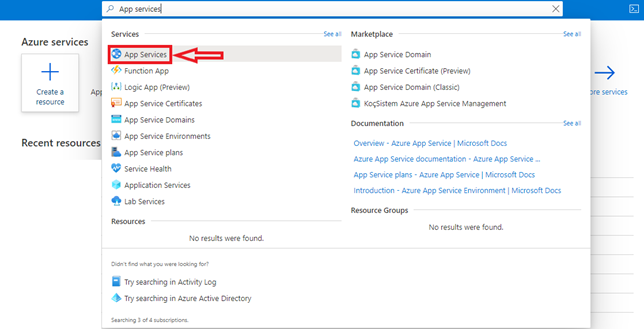 App services
Azure services
Create a
resource
App
ore services
Recent resources
Services
See all
App Services
Function App
Logic App (Preview)
App Service Certificates
App Service Domains
App Service Environments
App Service plans
Service Health
Application Services
Lab Services
Marketplace
See all
App Service Domain
App Service Certificate (Preview)
App Service Domain (Classic)
KoçSistem Azure App Service Management
Documentation
See all
Overview - Azure App Service | Microsoft Docs
Azure App Service documentation - Azure App Service ...
App Service plans - Azure App Service | Microsoft Docs
Introduction - Azure App Service Environment | Microsoft Docs
Resources
No results were found.
Resource Groups
No results were found.
Didn't find what you were looking for?
Try searching in Activity Log
Try searching in Azure Active Directory
Searching 3 of 4 subscriptions.